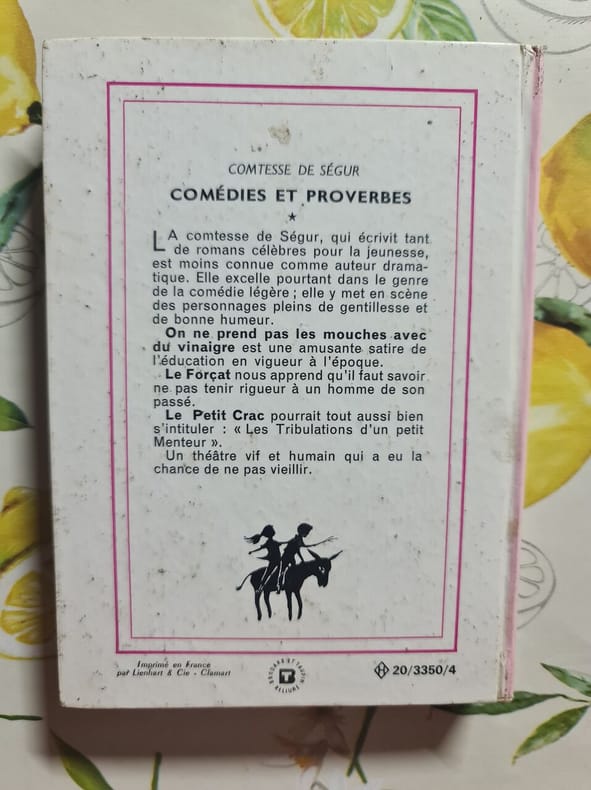 COMTESSE DE SÉGUR
COMÉDIES ET PROVERBES
LA comtesse de Ségur, qui écrivit tant
de romans célèbres pour la jeunesse,
est moins connue comme auteur drama-
tique. Elle excelle pourtant dans le genre
de la comédie légère ; elle y met en scène
des personnages pleins de gentillesse et
de bonne humeur.
On ne prend pas les mouches avec
du vinaigre est une amusante satire de
l'éducation en vigueur à l'époque.
Le Forçat nous apprend qu'il faut savoir
ne pas tenir rigueur à un homme de son
passé.
Le Petit Crac pourrait tout aussi bien
s'intituler : « Les Tribulations d'un petit
Menteur ».
Un théâtre vif et humain qui a eu la
chance de ne pas vieillir.
Imprimé en France
par Lienhart & Cie - Clamart
BRODARD ET TAUPIN
RELIURE
H 20/3350/4